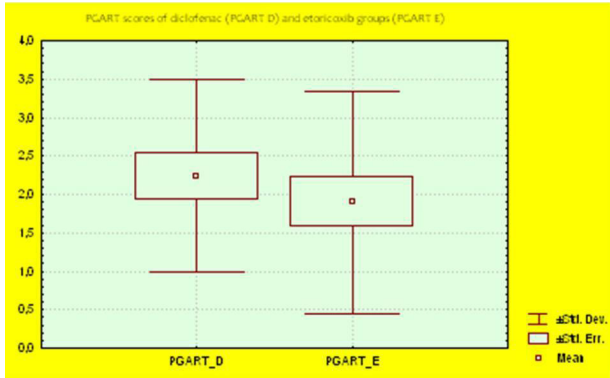 PGART scores of diclofenac (PGART D) and etoricoxib groups (PGART E)
4,0
3,5
3,0
2,5
2,0
1,5
1,0
0,5
0,0
PGART_D PGART_E
±Std. Dev.
±Std. Err.
Mean